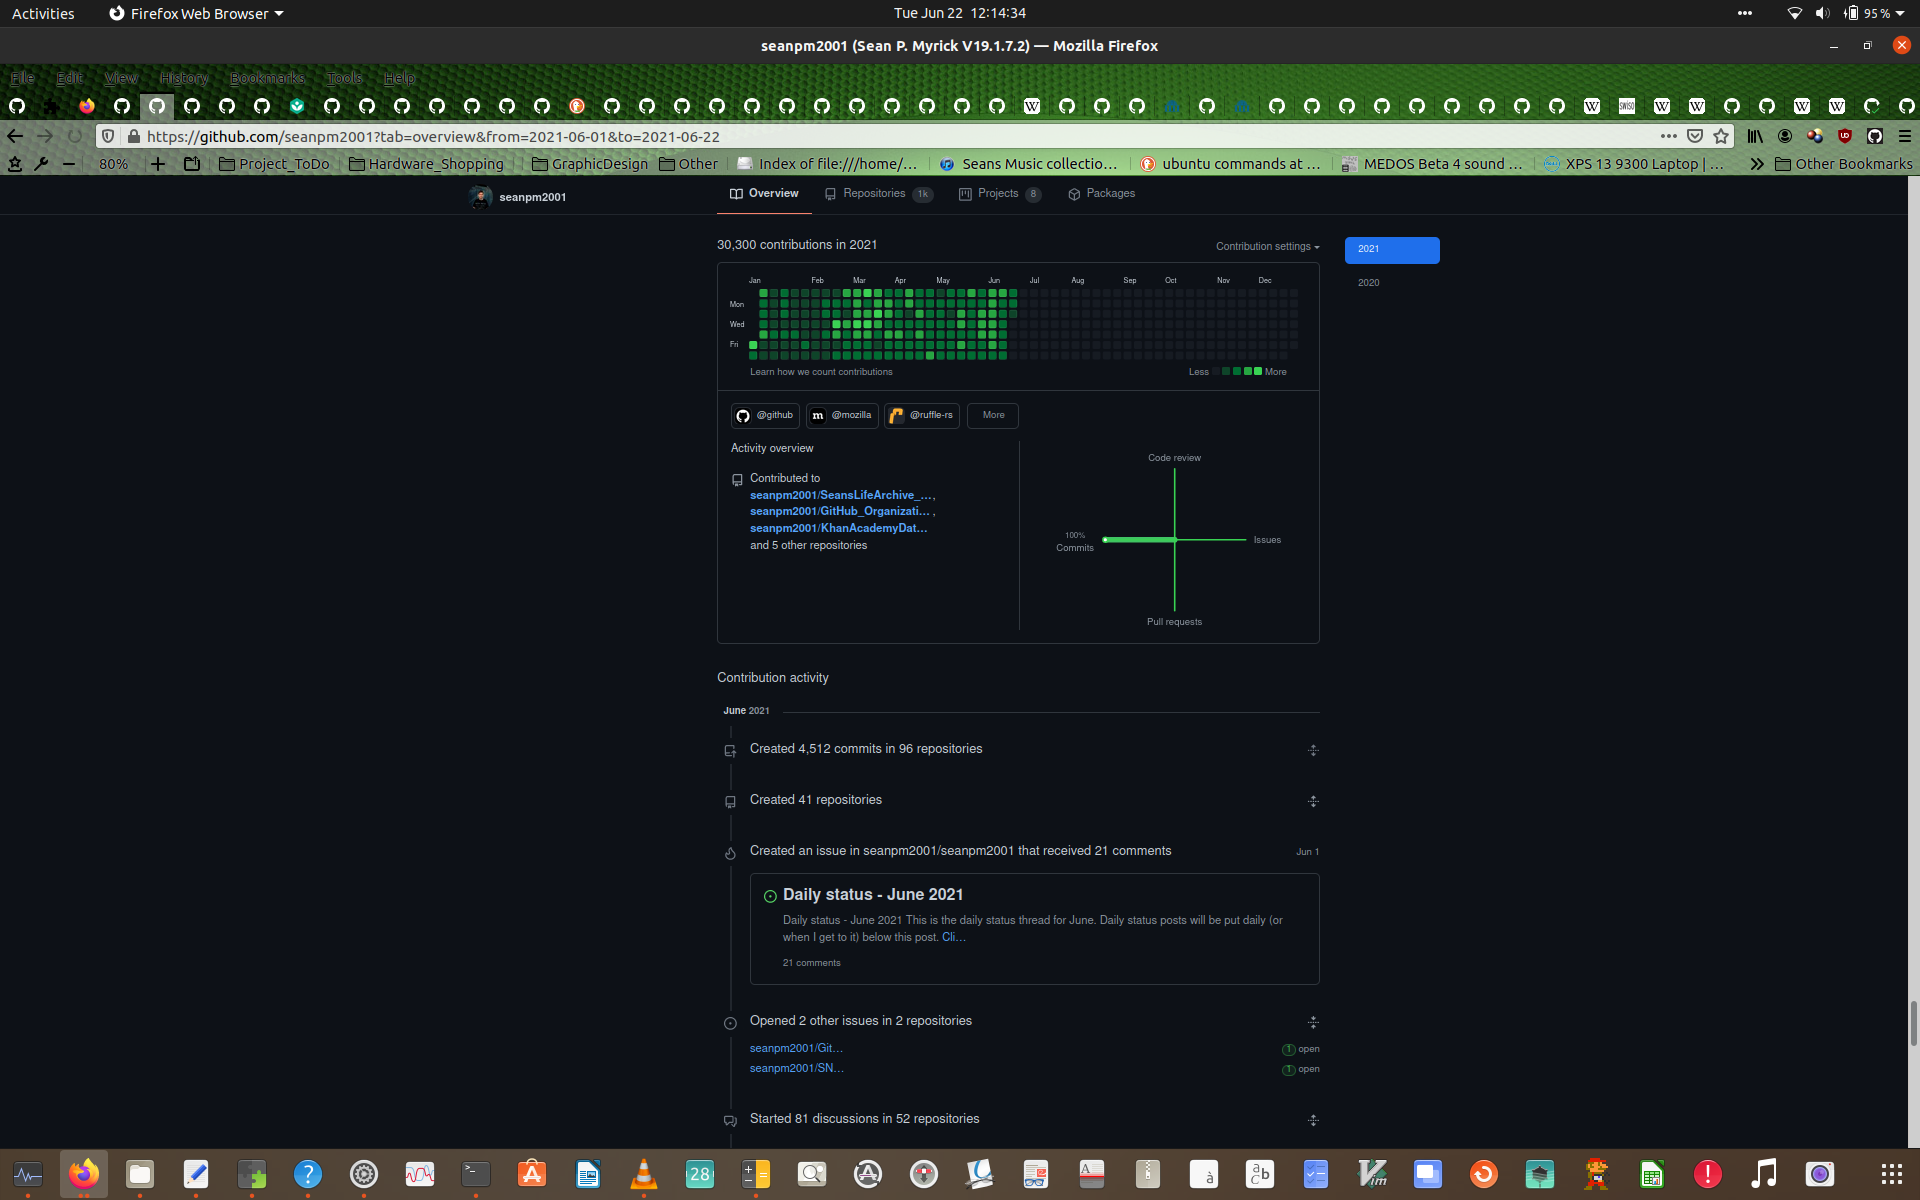 Activities
Firefox Web Browser
Tue Jun 22 12:14:34
95 %
seanpm2001 (Sean P. Myrick V19.1.7.2) — Mozilla Firefox
File Edit View History Bookmarks Tools Help
https://github.com/seanpm2001?tab=overview&from=2021-06-01&to=2021-06-22
80%
Project_ToDo
Hardware_Shopping
GraphicDesign
Other
Index of file:///home/...
Seans Music collectio...
ubuntu commands at ...
MEDOS Beta 4 sound ...
XPS 13 9300 Laptop | ...
Other Bookmarks
seanpm2001
Overview
Repositories 1k
Projects 8
Packages
30,300 contributions in 2021
Contribution settings
2021
2020
Jan Feb Mar Apr May Jun Jul Aug Sep Oct Nov Dec
Mon
Wed
Fri
Learn how we count contributions
Less More
@github
@mozilla
@ruffle-rs
More
Activity overview
Contributed to
seanpm2001/SeansLifeArchive_...,
seanpm2001/GitHub_Organizati... ,
seanpm2001/KhanAcademyDat...
and 5 other repositories
Code review
100%
Commits
Issues
Pull requests
Contribution activity
June 2021
Created 4,512 commits in 96 repositories
Created 41 repositories
Created an issue in seanpm2001/seanpm2001 that received 21 comments
Jun 1
Daily status - June 2021
Daily status - June 2021 This is the daily status thread for June. Daily status posts will be put daily (or
when I get to it) below this post. Cli...
21 comments
Opened 2 other issues in 2 repositories
seanpm2001/Git...
1 open
seanpm2001/SN...
1 open
Started 81 discussions in 52 repositories
28